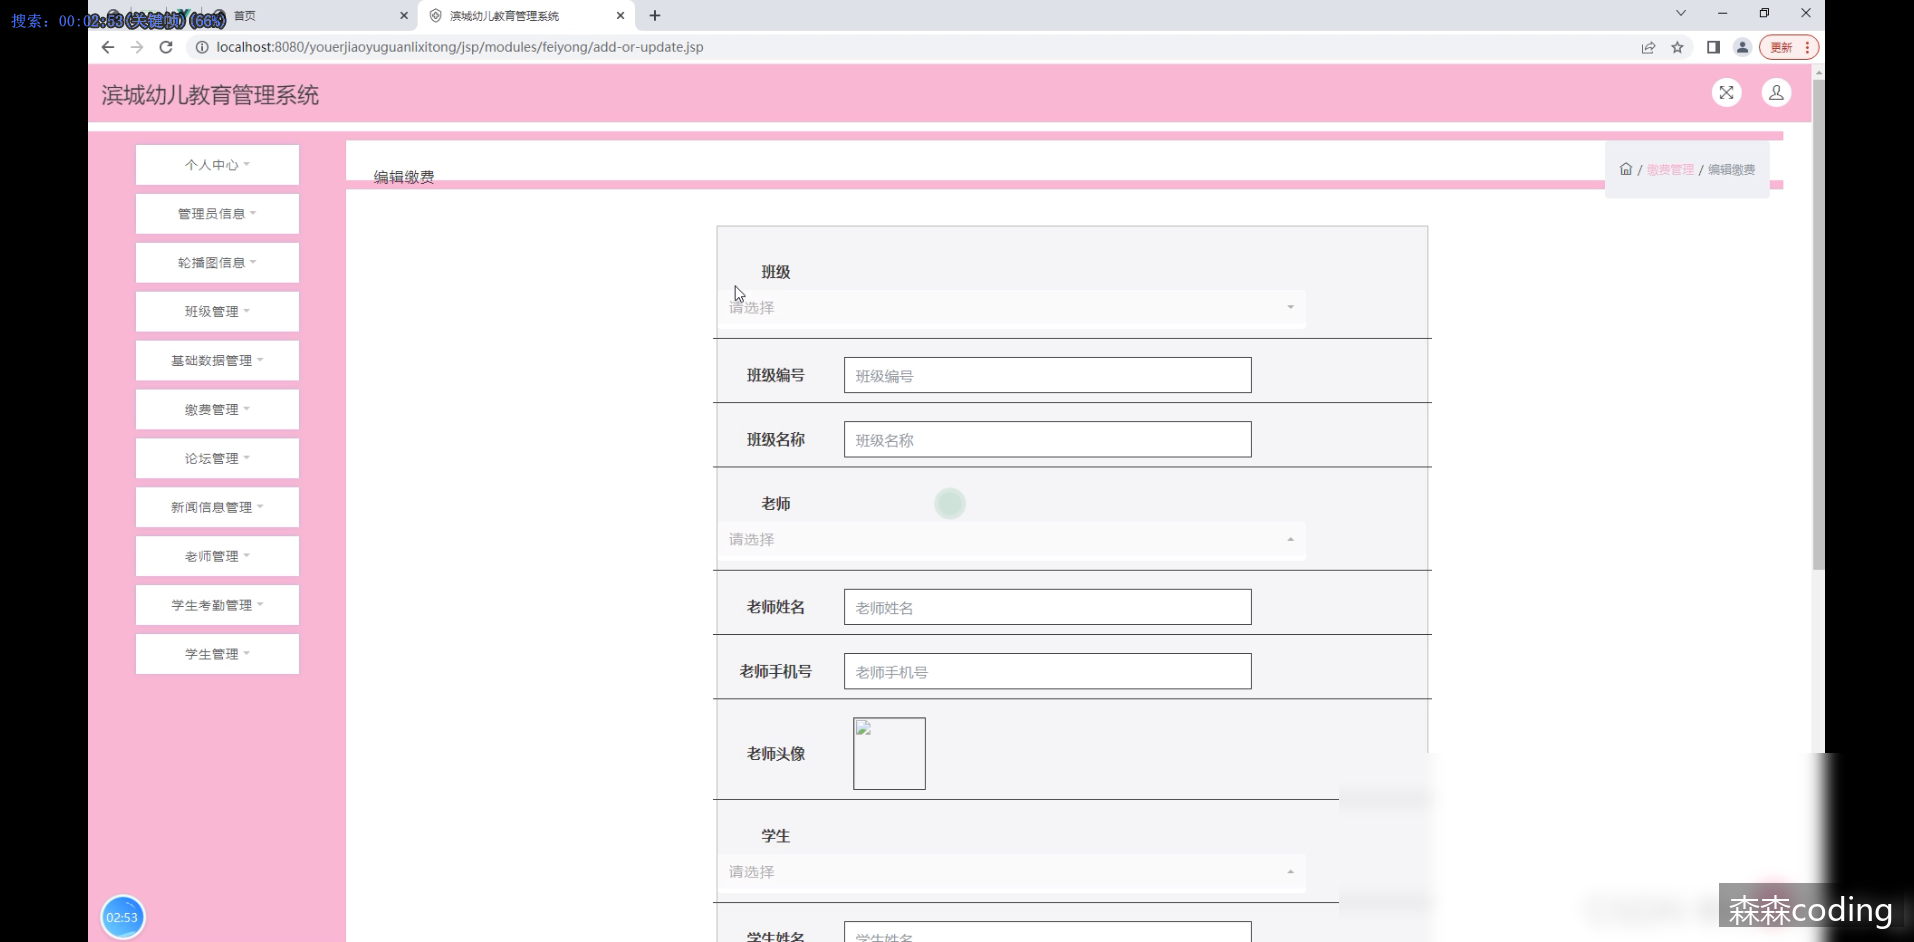 搜索：00:02:53(关键帧)(66%)
首页
滨城幼儿教育管理系统
localhost:8080/youerjiaoyuguanlixitong/jsp/modules/feiyong/add-or-update.jsp
更新
滨城幼儿教育管理系统
编辑缴费
/ 缴费管理 / 编辑缴费
个人中心
管理员信息
轮播图信息
班级管理
基础数据管理
缴费管理
论坛管理
新闻信息管理
老师管理
学生考勤管理
学生管理
班级
请选择
班级编号 班级编号
班级名称 班级名称
老师
请选择
老师姓名 老师姓名
老师手机号 老师手机号
老师头像
学生
请选择
学生姓名 学生姓名
02:53
森森coding